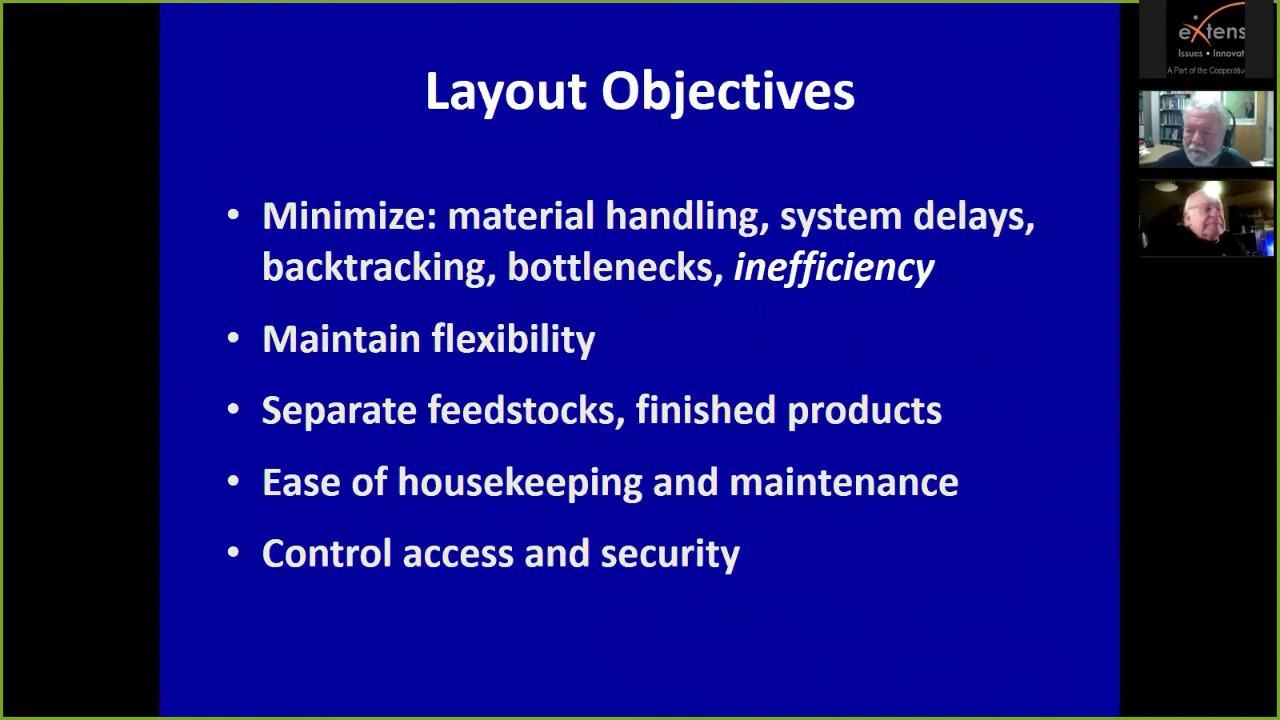 Layout Objectives
• Minimize: material handling, system delays,
backtracking, bottlenecks, inefficiency
• Maintain flexibility
• Separate feedstocks, finished products
• Ease of housekeeping and maintenance
• Control access and security
eXtens
Issues • Innovat
A Part of the Cooperativ